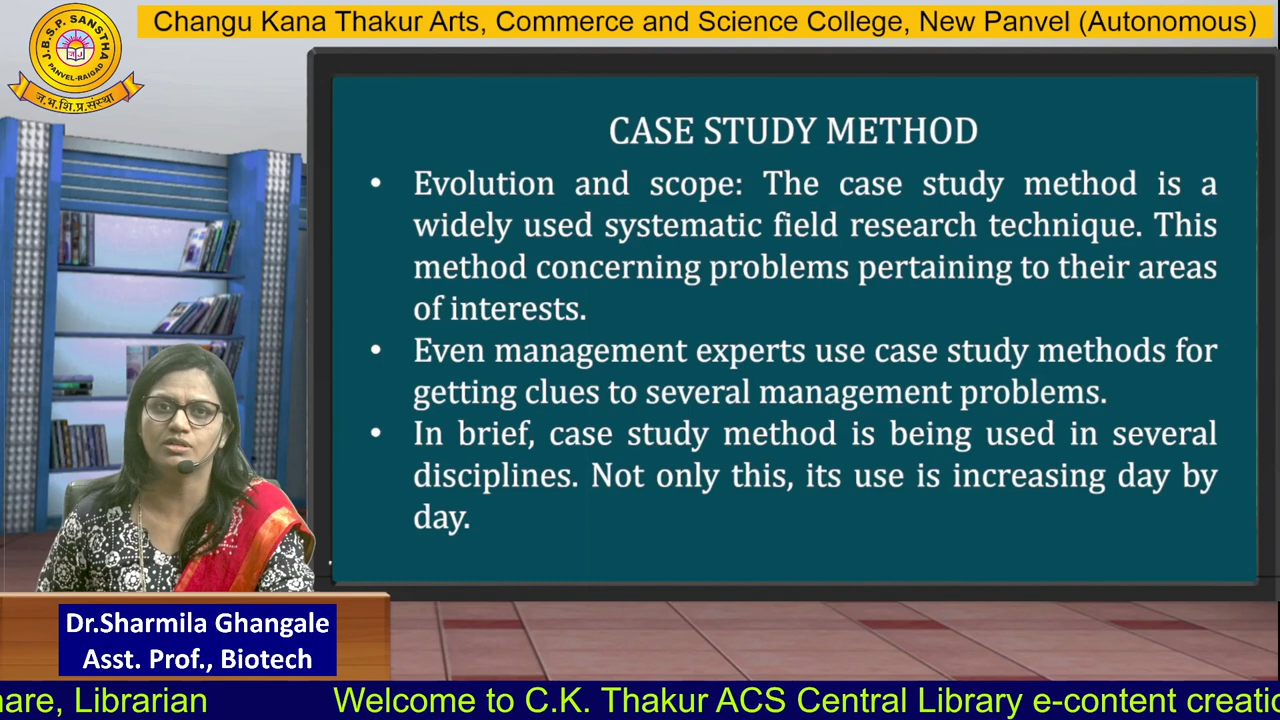 Changu Kana Thakur Arts, Commerce and Science College, New Panvel (Autonomous)
J.B.S.P. SANSTHA
PANVEL-RAIGAD
ज.भ.शि.प्र.संस्था
CASE STUDY METHOD
• Evolution and scope: The case study method is a
widely used systematic field research technique. This
method concerning problems pertaining to their areas
of interests.
• Even management experts use case study methods for
getting clues to several management problems.
• In brief, case study method is being used in several
disciplines. Not only this, its use is increasing day by
day.
Dr.Sharmila Ghangale
Asst. Prof., Biotech
Librarian Welcome to C.K. Thakur ACS Central Library e-content